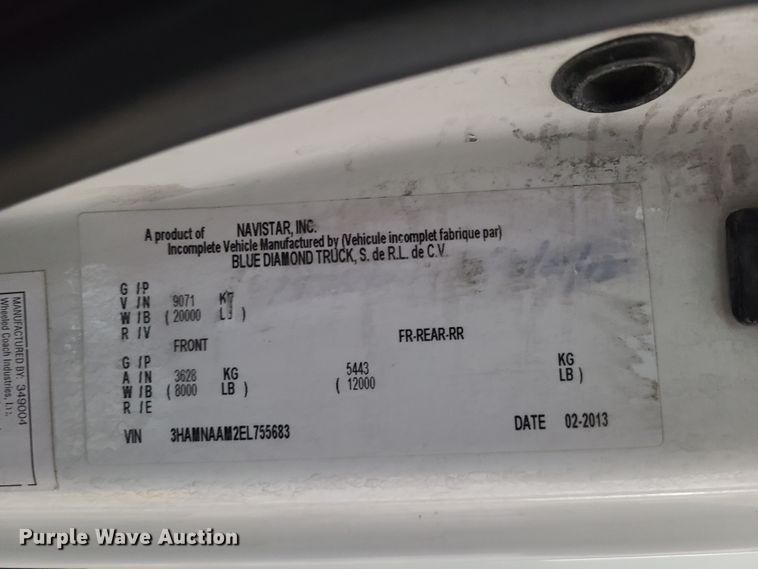 A product of NAVISTAR, INC.
Incomplete Vehicle Manufactured by (Vehicule incomplet fabrique par)
BLUE DIAMOND TRUCK, S. de R.L. de C.V.
G /P
V /N 9071 KG
W /B ( 20000 LB )
R /V
FRONT FR-REAR-RR
G /P
A /N 3628 KG 5443 KG
W /B ( 8000 LB ) ( 12000 LB )
R /E
VIN 3HAMNAAM2EL755683 DATE 02-2013
MANUFACTURED BY: 349004
Wheeled Coach Industries,
Purple Wave Auction